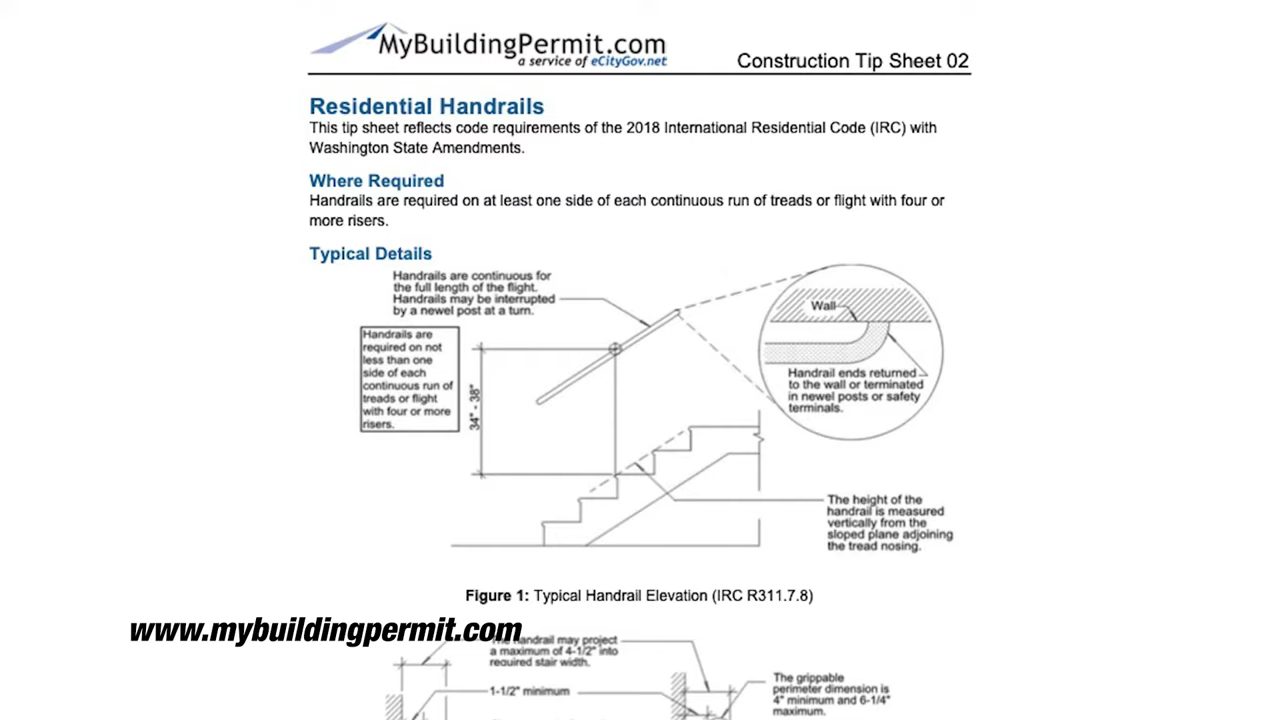 MyBuildingPermit.com
a service of eCityGov.net
Construction Tip Sheet 02
Residential Handrails
This tip sheet reflects code requirements of the 2018 International Residential Code (IRC) with
Washington State Amendments.
Where Required
Handrails are required on at least one side of each continuous run of treads or flight with four or
more risers.
Typical Details
Handrails are continuous for
the full length of the flight.
Handrails may be interrupted
by a newel post at a turn.
Handrails are
required on not
less than one
side of each
continuous run of
treads or flight
with four or more
risers.
34" - 38"
Wall
Handrail ends returned
to the wall or terminated
in newel posts or safety
terminals.
The height of the
handrail is measured
vertically from the
sloped plane adjoining
the tread nosing.
Figure 1: Typical Handrail Elevation (IRC R311.7.8)
www.mybuildingpermit.com
The handrail may project
a maximum of 4-1/2" into
required stair width.
1-1/2" minimum
The grippable
perimeter dimension is
4" minimum and 6-1/4"
maximum.